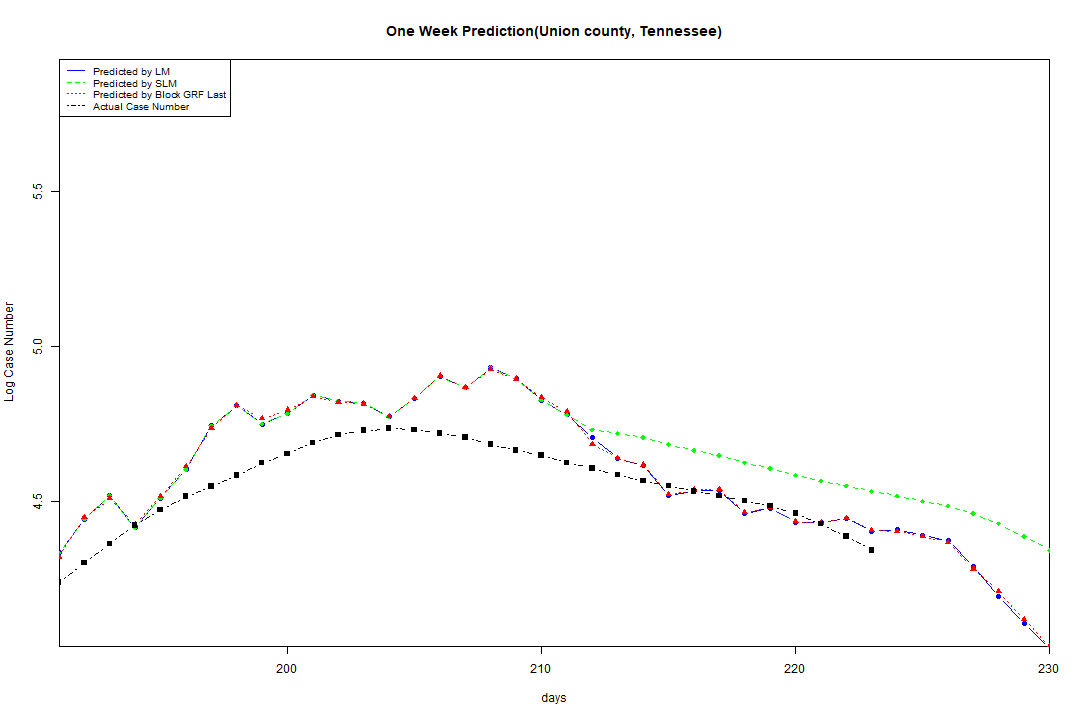 One Week Prediction(Union county, Tennessee)
Predicted by LM
Predicted by SLM
Predicted by Block GRF Last
Actual Case Number
5.5
5.0
4.5
Log Case Number
200 210 220 230
days